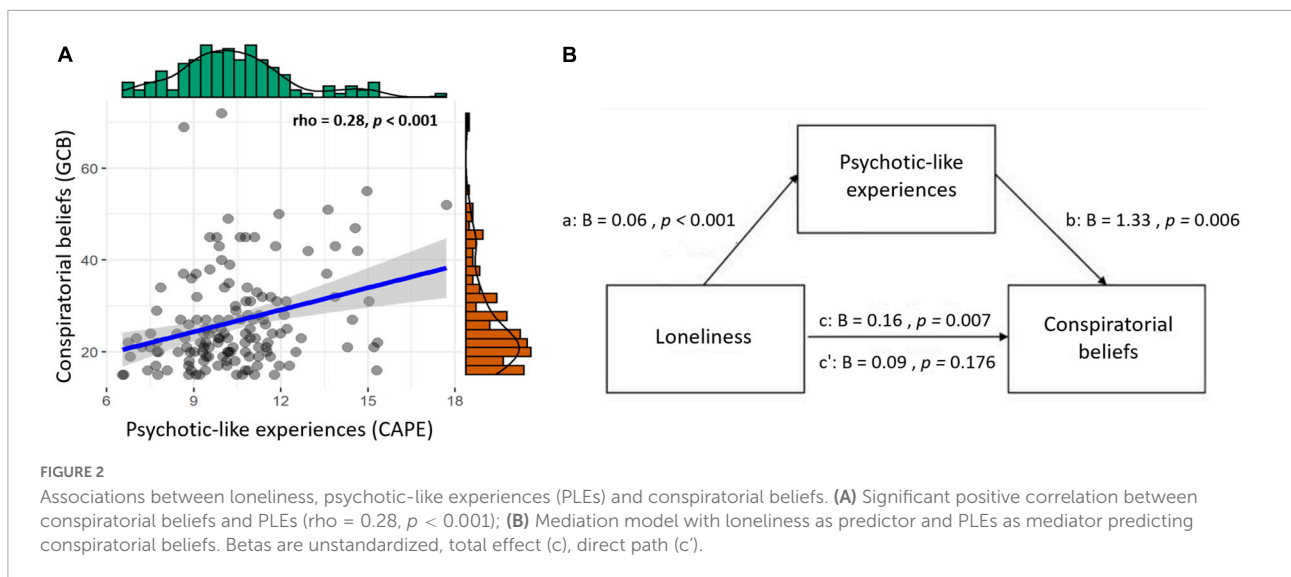 A
rho = 0.28, p < 0.001
Conspiratorial beliefs (GCB)
60
40
20
6
9
12
15
18
Psychotic-like experiences (CAPE)
B
Psychotic-like
experiences
a: B = 0.06 , p < 0.001
b: B = 1.33 , p = 0.006
Loneliness
c: B = 0.16 , p = 0.007
c': B = 0.09 , p = 0.176
Conspiratorial
beliefs
FIGURE 2
Associations between loneliness, psychotic-like experiences (PLEs) and conspiratorial beliefs. (A) Significant positive correlation between
conspiratorial beliefs and PLEs (rho = 0.28, p < 0.001); (B) Mediation model with loneliness as predictor and PLEs as mediator predicting
conspiratorial beliefs. Betas are unstandardized, total effect (c), direct path (c’).